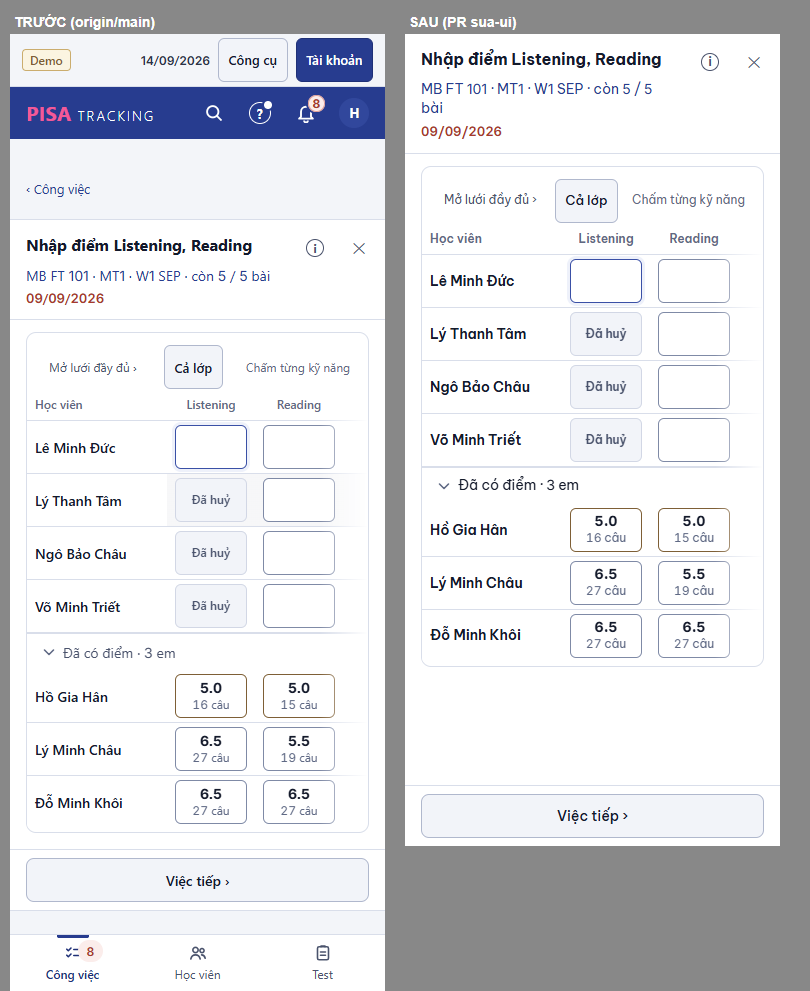 TRƯỚC (origin/main)
Demo
14/09/2026
Công cụ
Tài khoản
PISA TRACKING
?
8
H
‹ Công việc
Nhập điểm Listening, Reading
MB FT 101 · MT1 · W1 SEP · còn 5 / 5 bài
09/09/2026
Mở lưới đầy đủ ›
Cả lớp
Chấm từng kỹ năng
Học viên
Listening
Reading
Lê Minh Đức
Lý Thanh Tâm
Đã huỷ
Ngô Bảo Châu
Đã huỷ
Võ Minh Triết
Đã huỷ
Đã có điểm · 3 em
Hồ Gia Hân
5.0
16 câu
5.0
15 câu
Lý Minh Châu
6.5
27 câu
5.5
19 câu
Đỗ Minh Khôi
6.5
27 câu
6.5
27 câu
Việc tiếp ›
8
Công việc
Học viên
Test
SAU (PR sua-ui)
Nhập điểm Listening, Reading
MB FT 101 · MT1 · W1 SEP · còn 5 / 5
bài
09/09/2026
Mở lưới đầy đủ ›
Cả lớp
Chấm từng kỹ năng
Học viên
Listening
Reading
Lê Minh Đức
Lý Thanh Tâm
Đã huỷ
Ngô Bảo Châu
Đã huỷ
Võ Minh Triết
Đã huỷ
Đã có điểm · 3 em
Hồ Gia Hân
5.0
16 câu
5.0
15 câu
Lý Minh Châu
6.5
27 câu
5.5
19 câu
Đỗ Minh Khôi
6.5
27 câu
6.5
27 câu
Việc tiếp ›